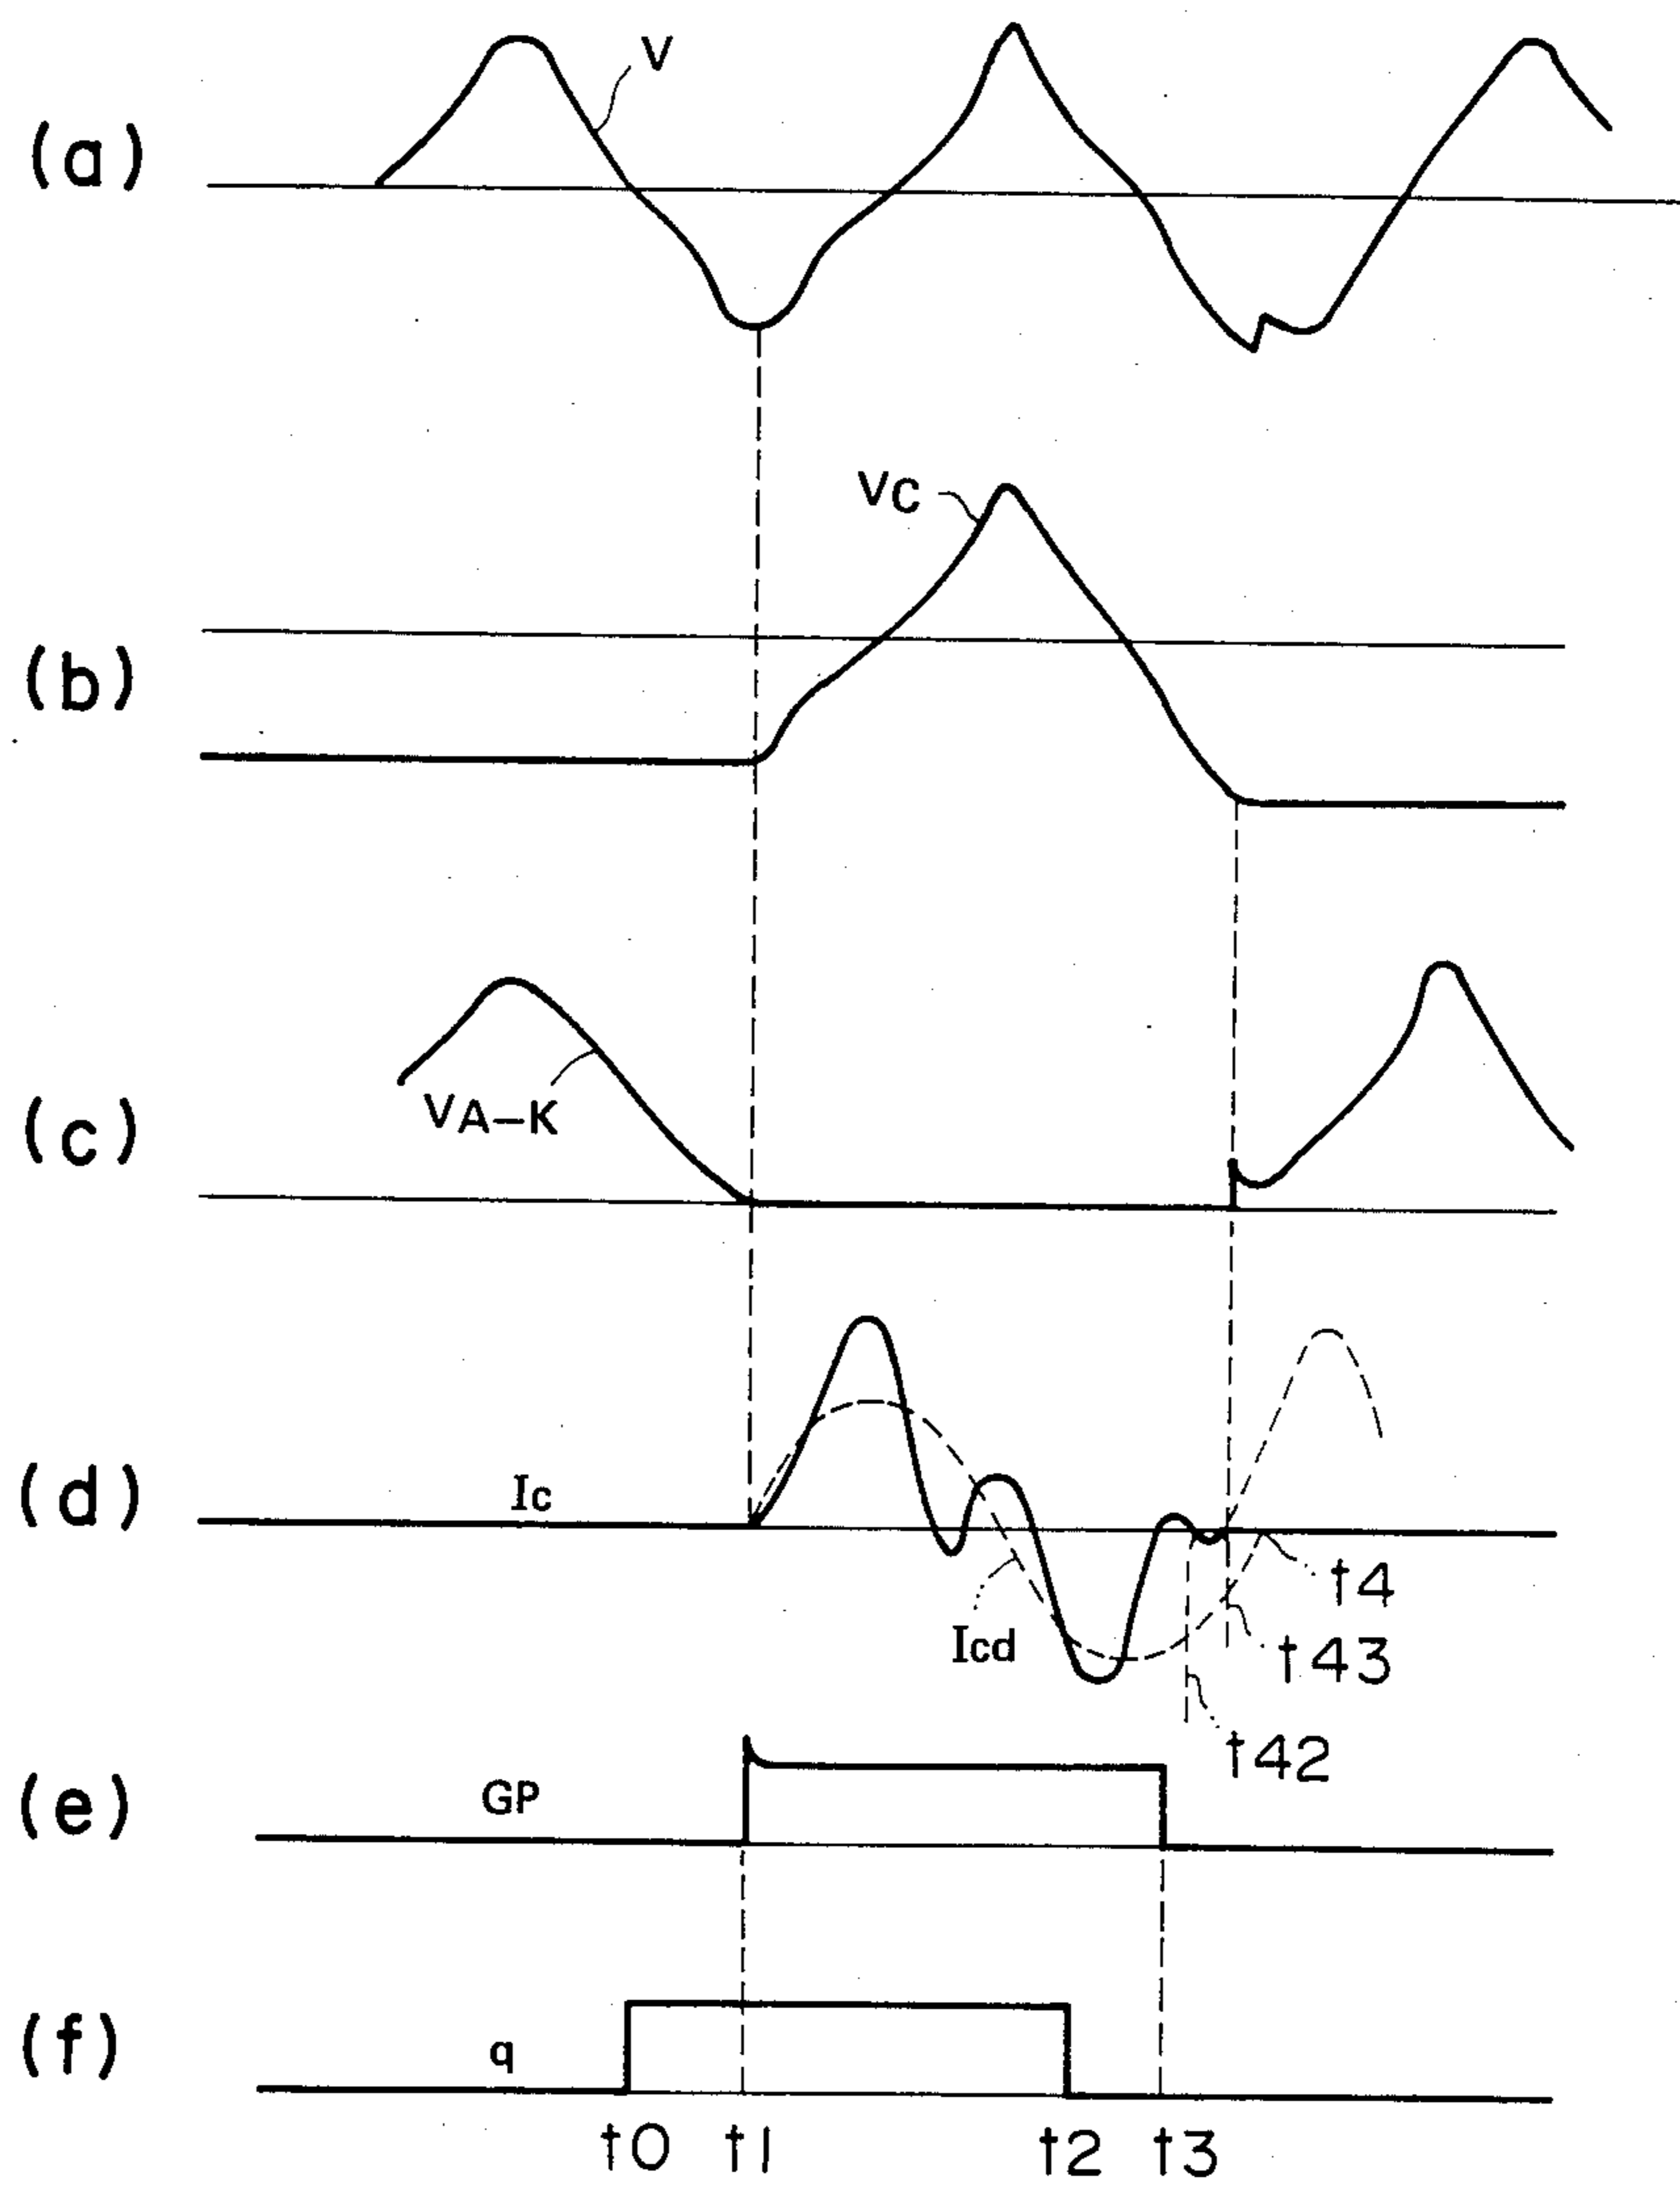 (a)
V
(b)
VC
(c)
VA-K
(d)
Ic
Icd
t4
t43
t42
(e)
GP
(f)
q
t0 t1 t2 t3